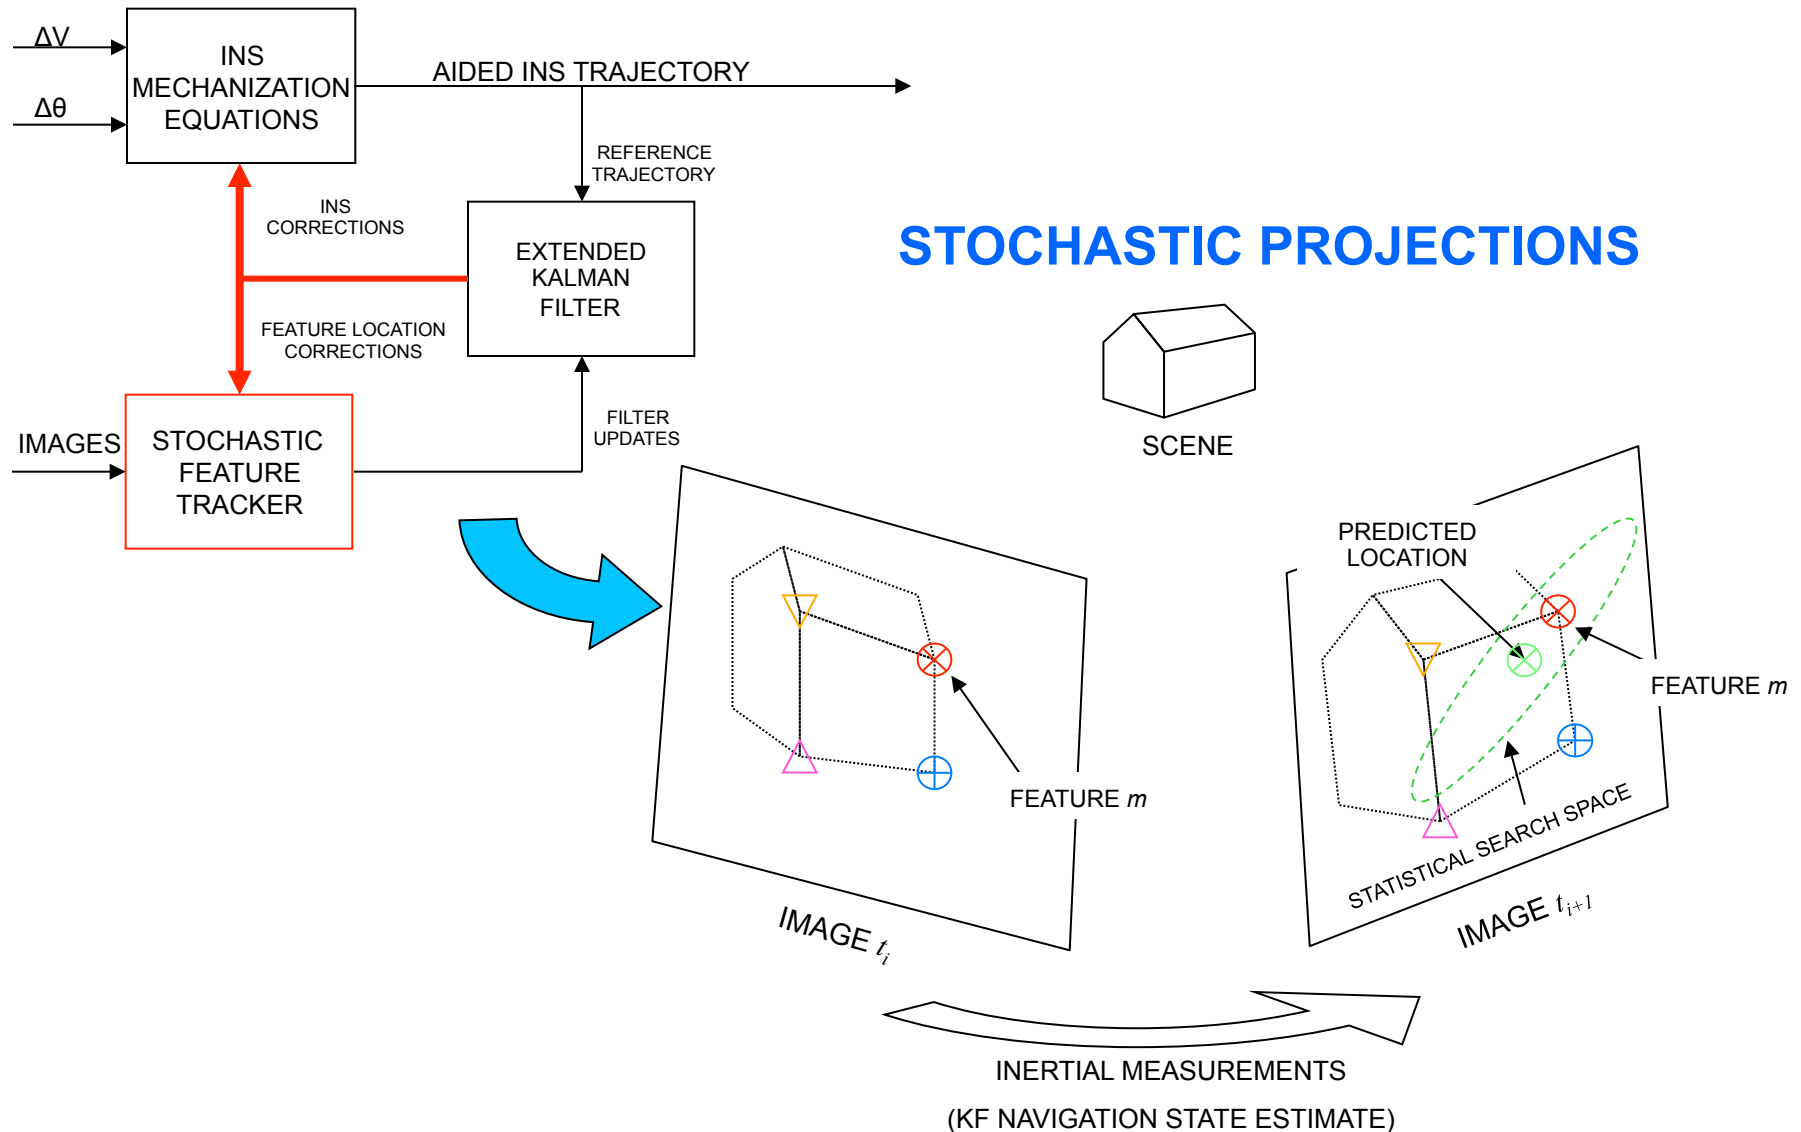 ΔV
Δθ
INS
MECHANIZATION
EQUATIONS
AIDED INS TRAJECTORY
REFERENCE
TRAJECTORY
INS
CORRECTIONS
EXTENDED
KALMAN
FILTER
FEATURE LOCATION
CORRECTIONS
IMAGES
STOCHASTIC
FEATURE
TRACKER
FILTER
UPDATES
STOCHASTIC PROJECTIONS
SCENE
PREDICTED
LOCATION
FEATURE m
FEATURE m
STATISTICAL SEARCH SPACE
IMAGE tᵢ
IMAGE tᵢ₊₁
INERTIAL MEASUREMENTS
(KF NAVIGATION STATE ESTIMATE)